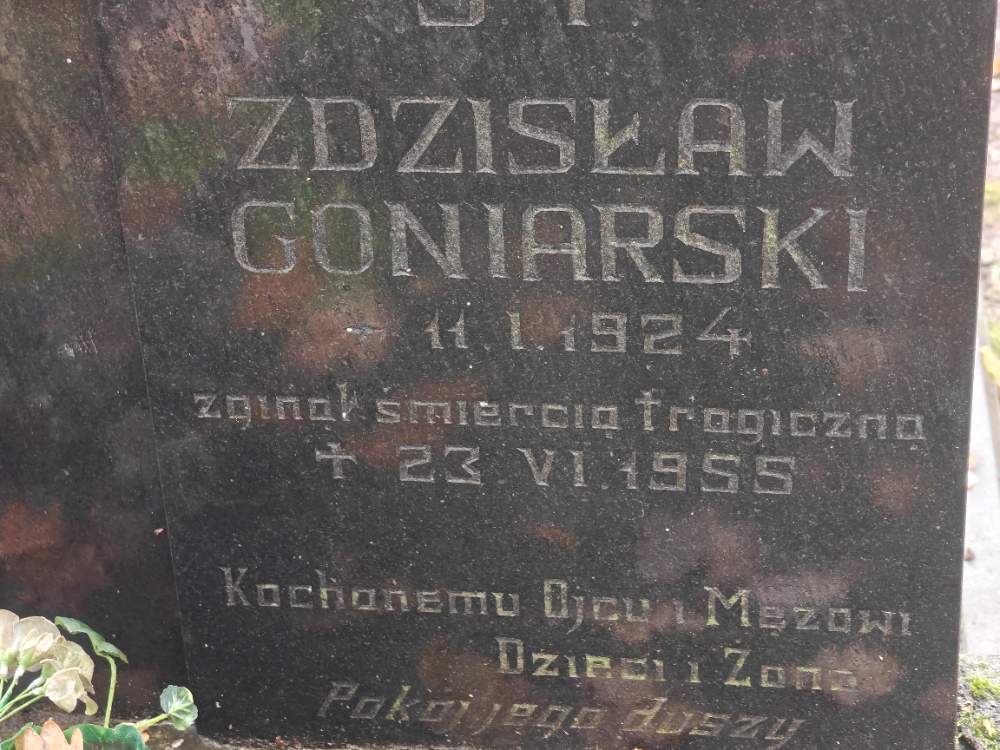 ZDZISŁAW
GONIARSKI
* 11.I.1924
zginął śmiercią tragiczną
✝ 23.VI.1955
Kochanemu Ojcu i Mężowi
Dzieci i Żona
Pokój jego duszy